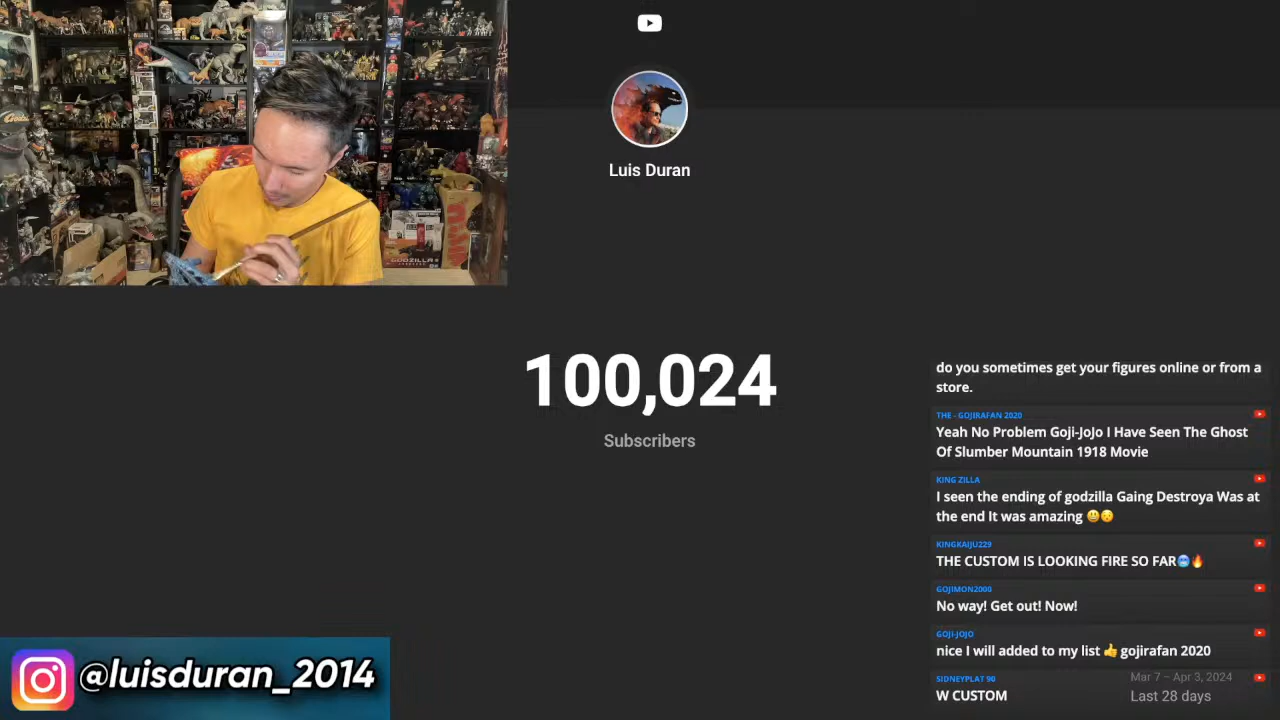 Luis Duran
100,024
Subscribers
do you sometimes get your figures online or from a
store.
THE - GOJIRAFAN 2020
Yeah No Problem Goji-JoJo I Have Seen The Ghost
Of Slumber Mountain 1918 Movie
KING ZILLA
I seen the ending of godzilla Gaing Destroya Was at
the end It was amazing 😃😥
KINGKAIJU229
THE CUSTOM IS LOOKING FIRE SO FAR🥶🔥
GOJIMON2000
No way! Get out! Now!
GOJI-JOJO
nice I will added to my list 👍 gojirafan 2020
SIDNEYPLAT 90
W CUSTOM
Mar 7 – Apr 3, 2024
Last 28 days
@luisduran_2014
GODZILLA